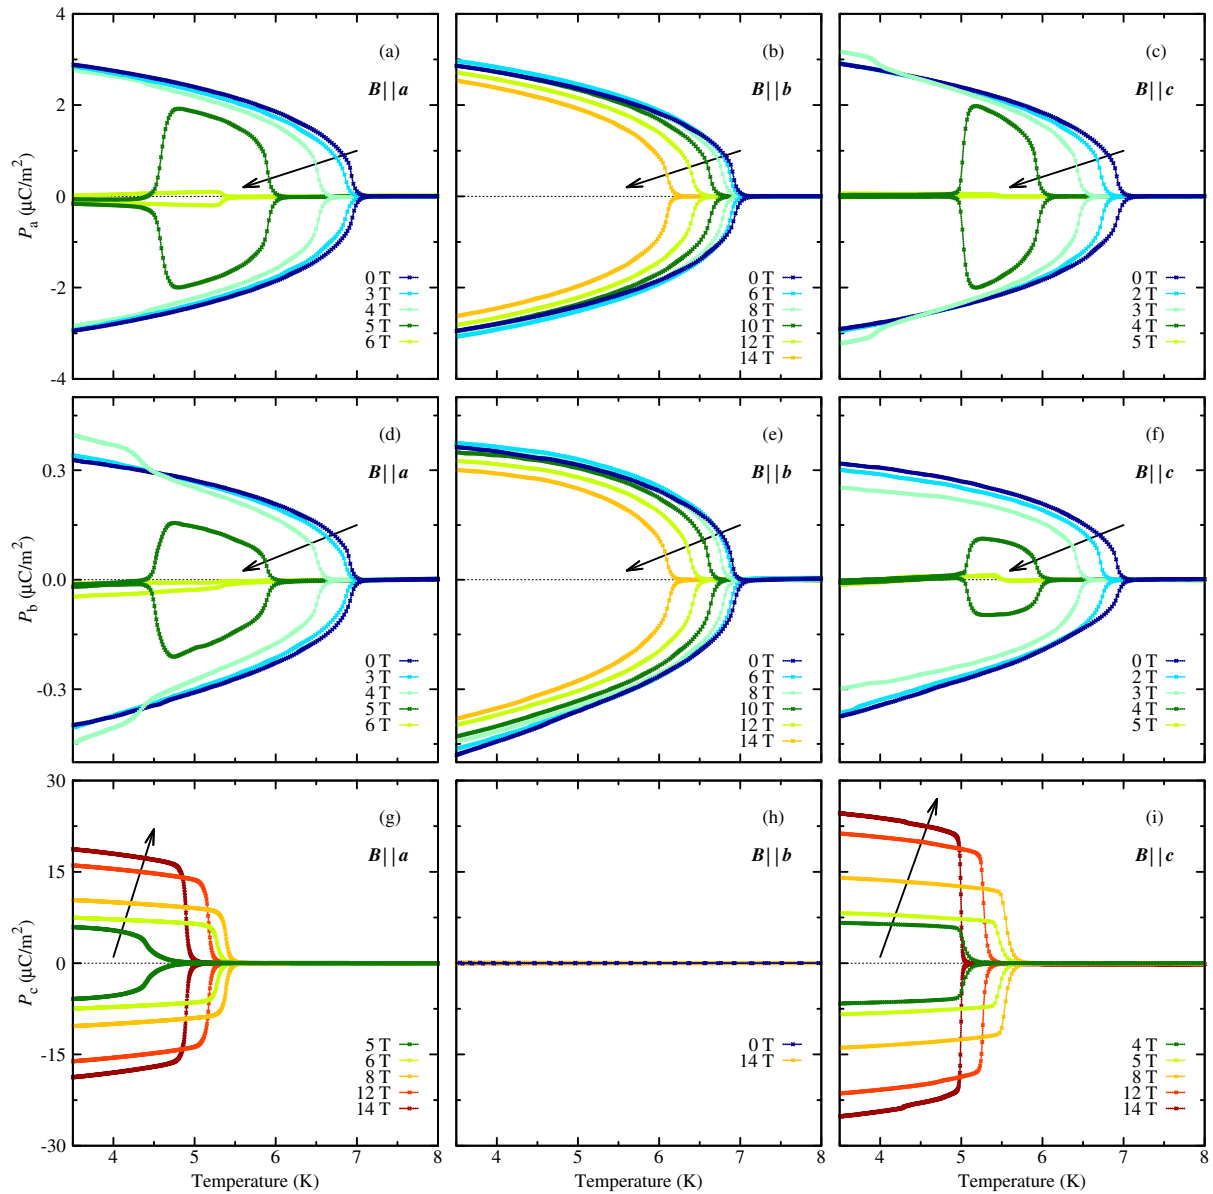 4
2
0
-2
-4
P_a (μC/m²)
(a)
B||a
0 T
3 T
4 T
5 T
6 T
(b)
B||b
0 T
6 T
8 T
10 T
12 T
14 T
(c)
B||c
0 T
2 T
3 T
4 T
5 T
0.3
0.0
-0.3
P_b (μC/m²)
(d)
B||a
0 T
3 T
4 T
5 T
6 T
(e)
B||b
0 T
6 T
8 T
10 T
12 T
14 T
(f)
B||c
0 T
2 T
3 T
4 T
5 T
30
15
0
-15
-30
P_c (μC/m²)
(g)
B||a
5 T
6 T
8 T
12 T
14 T
(h)
B||b
0 T
14 T
(i)
B||c
4 T
5 T
8 T
12 T
14 T
4 5 6 7 8
4 5 6 7 8
4 5 6 7 8
Temperature (K)
Temperature (K)
Temperature (K)